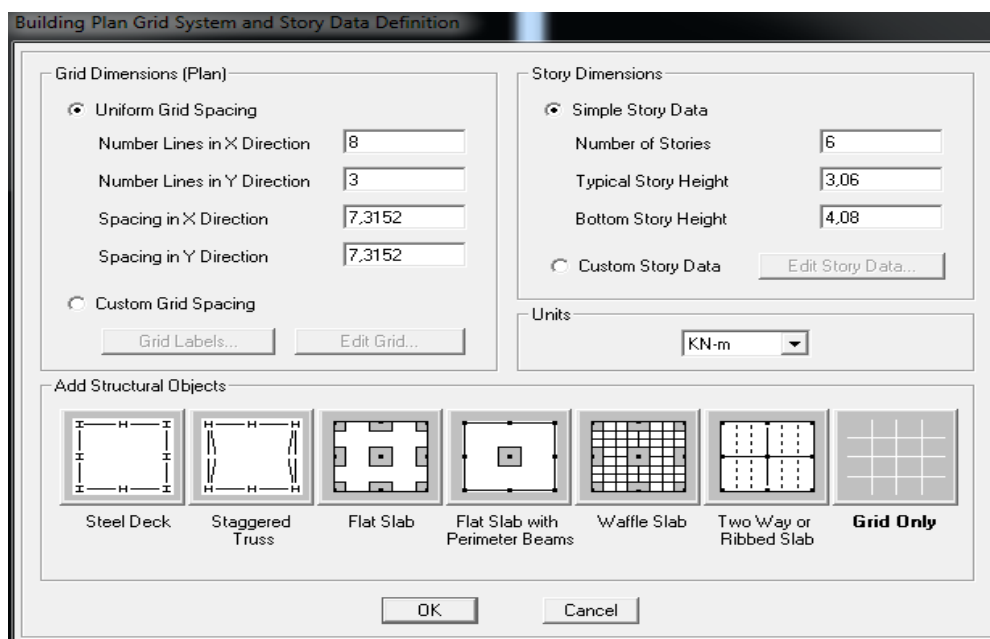 Building Plan Grid System and Story Data Definition
Grid Dimensions (Plan)
Uniform Grid Spacing
Number Lines in X Direction 8
Number Lines in Y Direction 3
Spacing in X Direction 7,3152
Spacing in Y Direction 7,3152
Custom Grid Spacing
Grid Labels... Edit Grid...
Story Dimensions
Simple Story Data
Number of Stories 6
Typical Story Height 3,06
Bottom Story Height 4,08
Custom Story Data Edit Story Data...
Units
KN-m
Add Structural Objects
Steel Deck
Staggered
Truss
Flat Slab
Flat Slab with
Perimeter Beams
Waffle Slab
Two Way or
Ribbed Slab
Grid Only
OK Cancel